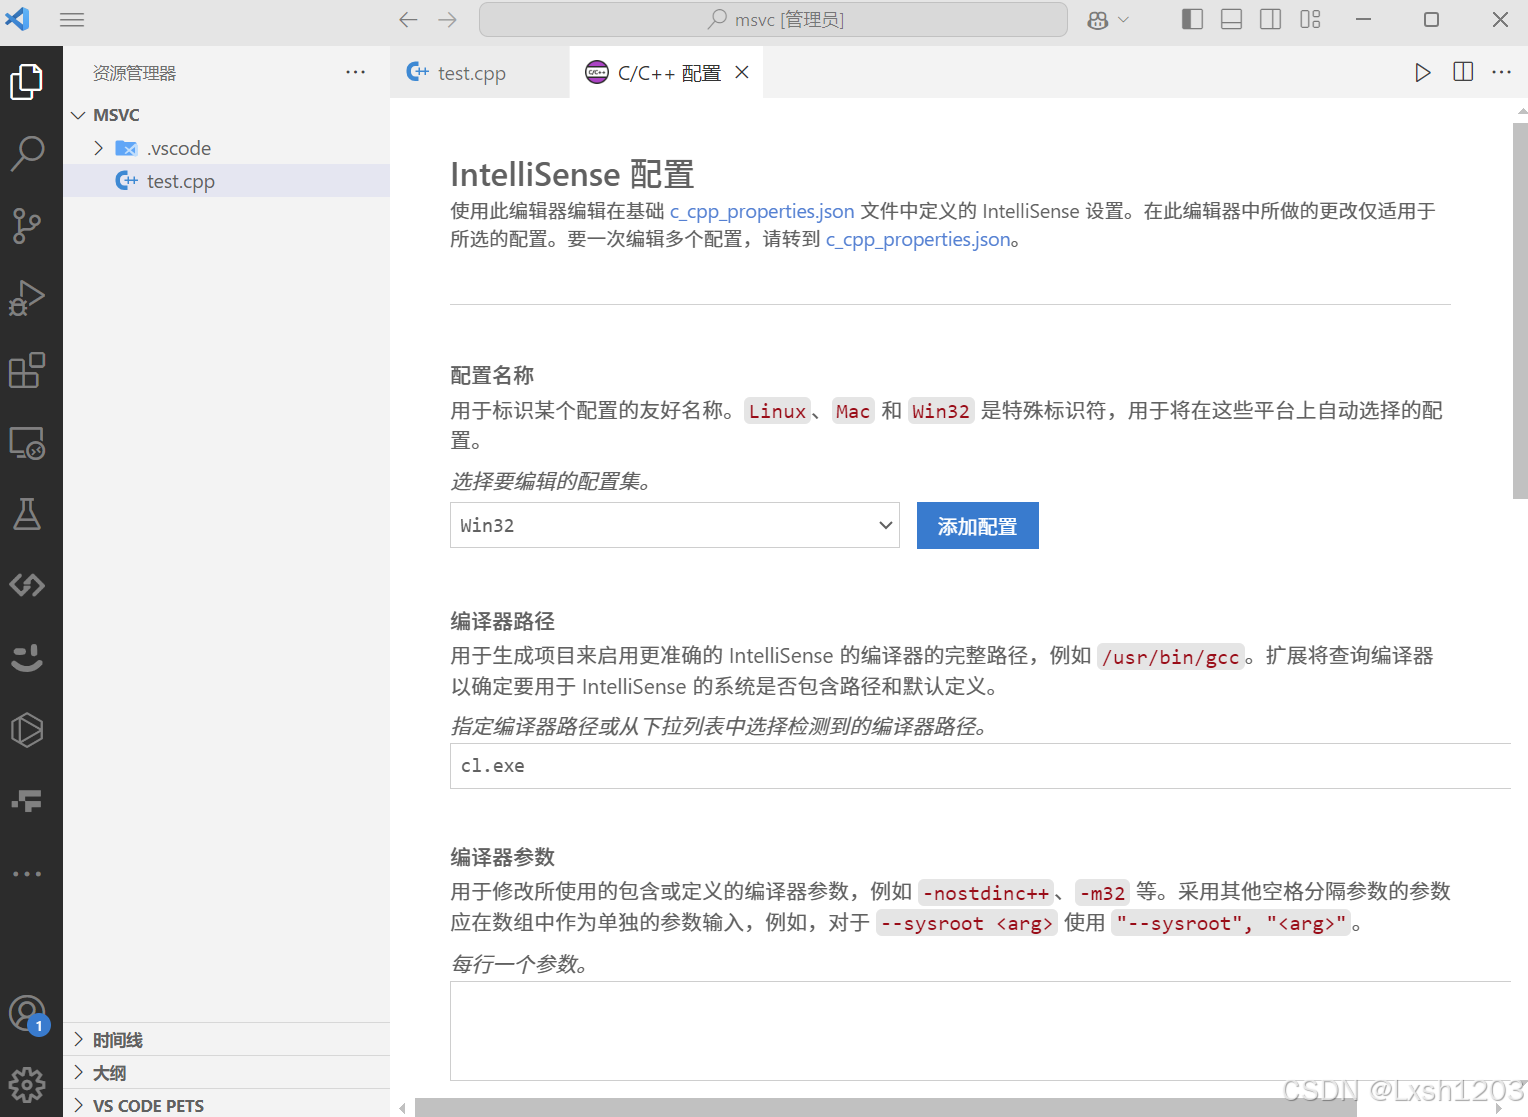 msvc [管理员]
资源管理器
test.cpp
C/C++ 配置
MSVC
.vscode
test.cpp
IntelliSense 配置
使用此编辑器编辑在基础 c_cpp_properties.json 文件中定义的 IntelliSense 设置。在此编辑器中所做的更改仅适用于
所选的配置。要一次编辑多个配置，请转到 c_cpp_properties.json。
配置名称
用于标识某个配置的友好名称。Linux、Mac 和 Win32 是特殊标识符，用于将在这些平台上自动选择的配
置。
选择要编辑的配置集。
Win32
添加配置
编译器路径
用于生成项目来启用更准确的 IntelliSense 的编译器的完整路径，例如 /usr/bin/gcc。扩展将查询编译器
以确定要用于 IntelliSense 的系统是否包含路径和默认定义。
指定编译器路径或从下拉列表中选择检测到的编译器路径。
cl.exe
编译器参数
用于修改所使用的包含或定义的编译器参数，例如 -nostdinc++、-m32 等。采用其他空格分隔参数的参数
应在数组中作为单独的参数输入，例如，对于 --sysroot <arg> 使用 "--sysroot", "<arg>"。
每行一个参数。
1
时间线
大纲
VS CODE PETS
CSDN @Lxsh1203